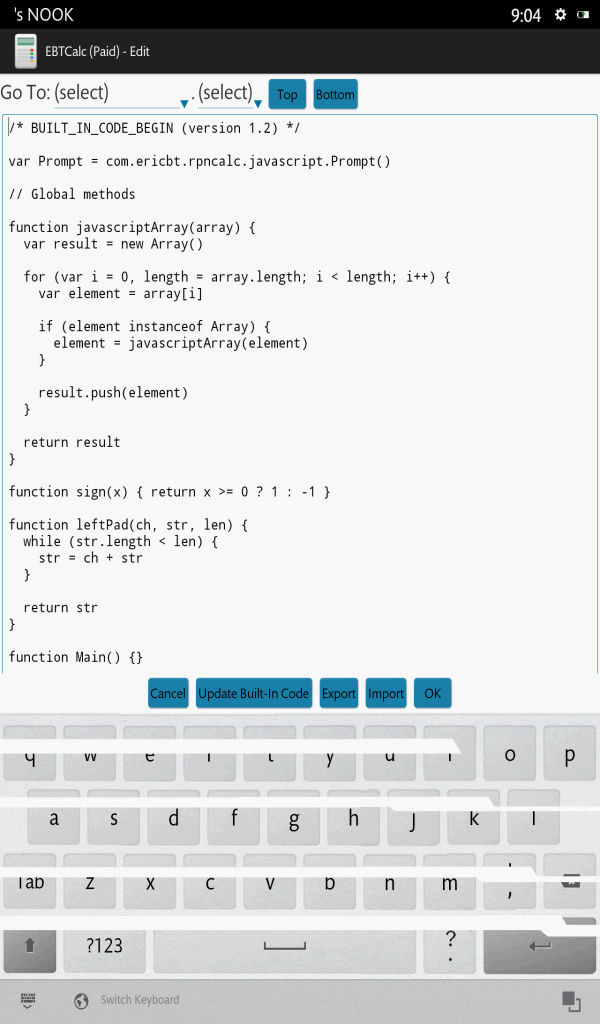 's NOOK
9:04
EBTCalc (Paid) - Edit
Go To: (select) . (select) Top Bottom
/* BUILT_IN_CODE_BEGIN (version 1.2) */
var Prompt = com.ericbt.rpncalc.javascript.Prompt()
// Global methods
function javascriptArray(array) {
  var result = new Array()
  for (var i = 0, length = array.length; i < length; i++) {
    var element = array[i]
    if (element instanceof Array) {
      element = javascriptArray(element)
    }
    result.push(element)
  }
  return result
}
function sign(x) { return x >= 0 ? 1 : -1 }
function leftPad(ch, str, len) {
  while (str.length < len) {
    str = ch + str
  }
  return str
}
function Main() {}
Cancel Update Built-In Code Export Import OK
q w e r t y u i o p
a s d f g h j k l
Tab z x c v b n m ' ,
?123 ? .
Switch Keyboard